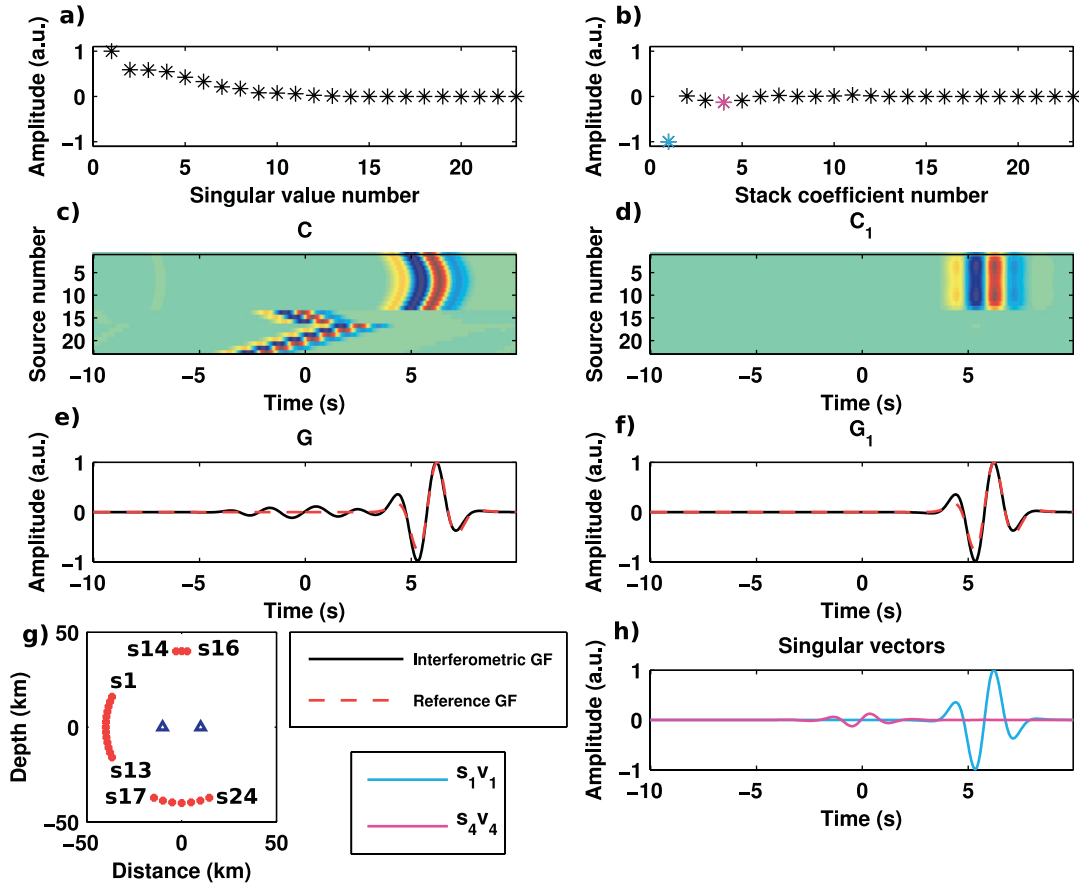 a)
Amplitude (a.u.)
1
0
−1
0 5 10 15 20
Singular value number
b)
Amplitude (a.u.)
1
0
−1
0 5 10 15 20
Stack coefficient number
c)
C
Source number
5
10
15
20
−10 −5 0 5
Time (s)
d)
C1
Source number
5
10
15
20
−10 −5 0 5
Time (s)
e)
G
Amplitude (a.u.)
1
0
−1
−10 −5 0 5
Time (s)
f)
G1
Amplitude (a.u.)
1
0
−1
−10 −5 0 5
Time (s)
g)
Depth (km)
50
0
−50
s14 s16
s1
s13
s17 s24
−50 0 50
Distance (km)
Interferometric GF
Reference GF
s1v1
s4v4
h)
Singular vectors
Amplitude (a.u.)
1
0
−1
−10 −5 0 5
Time (s)